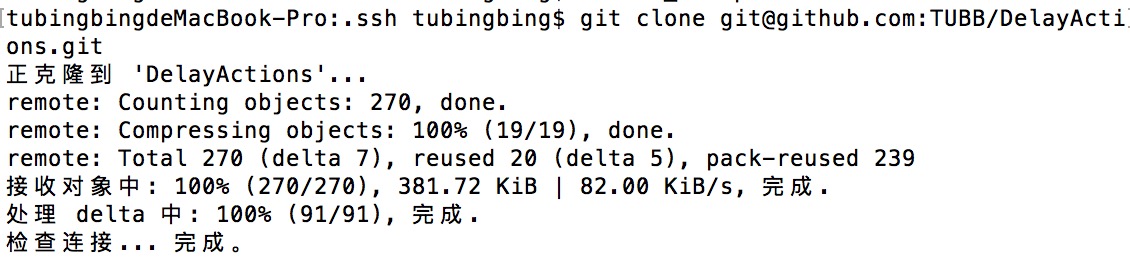 [tubingbingdeMacBook-Pro:.ssh tubingbing$ git clone git@github.com:TUBB/DelayActi]
ons.git
正克隆到 'DelayActions'...
remote: Counting objects: 270, done.
remote: Compressing objects: 100% (19/19), done.
remote: Total 270 (delta 7), reused 20 (delta 5), pack-reused 239
接收对象中: 100% (270/270), 381.72 KiB | 82.00 KiB/s, 完成.
处理 delta 中: 100% (91/91), 完成.
检查连接... 完成。